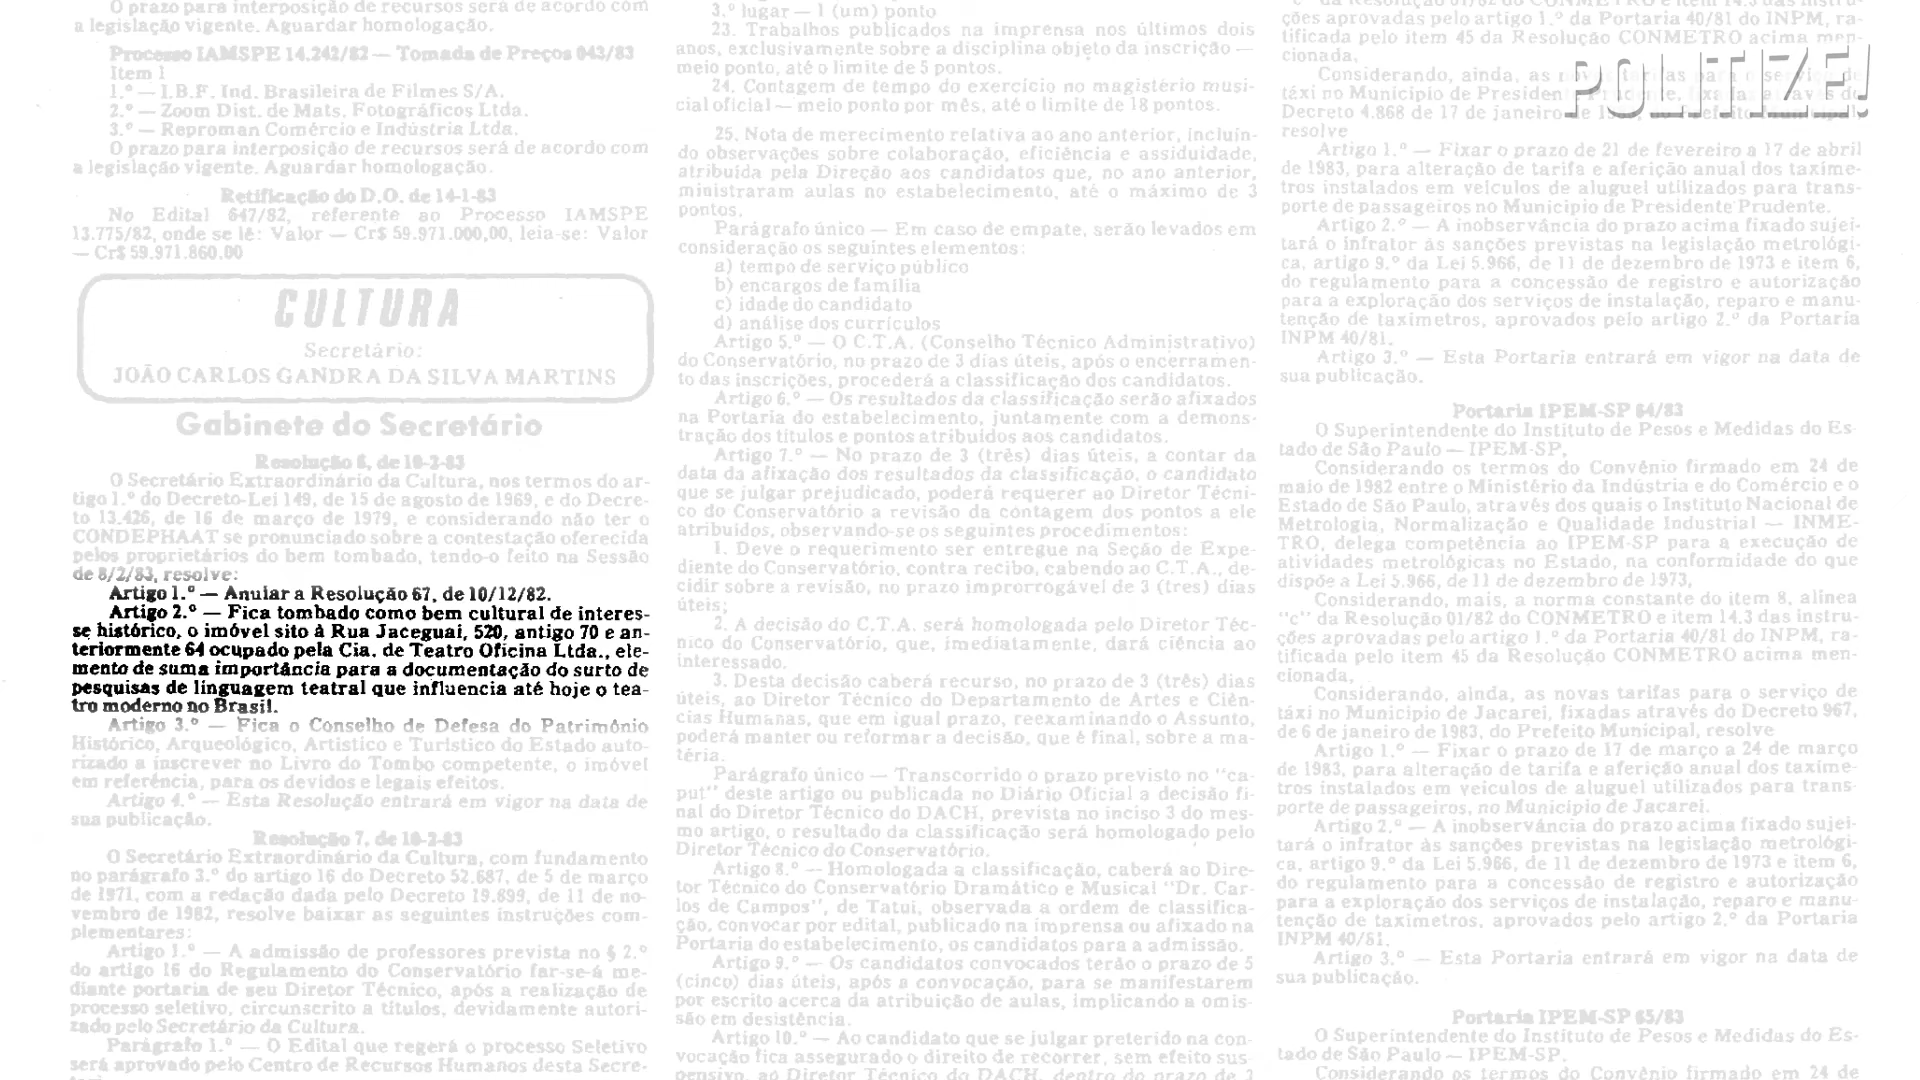 O prazo para interposição de recursos será de acordo com
a legislação vigente. Aguardar homologação.
Processo IAMSPE 14.242/82 — Tomada de Preços 043/83
Item 1
1.º — I.B.F. Ind. Brasileira de Filmes S/A.
2.º — Zoom Dist. de Mats. Fotográficos Ltda.
3.º — Reproman Comércio e Indústria Ltda.
O prazo para interposição de recursos será de acordo com
a legislação vigente. Aguardar homologação.
Retificação do D.O. de 14-1-83
No Edital 647/82, referente ao Processo IAMSPE
13.775/82, onde se lê: Valor — Cr$ 59.971.000,00, leia-se: Valor
— Cr$ 59.971.860,00
CULTURA
Secretário:
JOÃO CARLOS GANDRA DA SILVA MARTINS
Gabinete do Secretário
Resolução 6, de 10-2-83
O Secretário Extraordinário da Cultura, nos termos do ar-
tigo 1.º do Decreto-Lei 149, de 15 de agosto de 1969, e do Decre-
to 13.426, de 16 de março de 1979, e considerando não ter o
CONDEPHAAT se pronunciado sobre a contestação oferecida
pelos proprietários do bem tombado, tendo-o feito na Sessão
de 8/2/83, resolve:
Artigo 1.º — Anular a Resolução 67, de 10/12/82.
Artigo 2.º — Fica tombado como bem cultural de interes-
se histórico, o imóvel sito à Rua Jaceguai, 520, antigo 70 e an-
teriormente 64 ocupado pela Cia. de Teatro Oficina Ltda., ele-
mento de suma importância para a documentação do surto de
pesquisas de linguagem teatral que influencia até hoje o tea-
tro moderno no Brasil.
Artigo 3.º — Fica o Conselho de Defesa do Patrimônio
Histórico, Arqueológico, Artístico e Turístico do Estado auto-
rizado a inscrever no Livro do Tombo competente, o imóvel
em referência, para os devidos e legais efeitos.
Artigo 4.º — Esta Resolução entrará em vigor na data de
sua publicação.
Resolução 7, de 10-2-83
O Secretário Extraordinário da Cultura, com fundamento
no parágrafo 3.º do artigo 16 do Decreto 52.687, de 5 de março
de 1971, com a redação dada pelo Decreto 19.899, de 11 de no-
vembro de 1982, resolve baixar as seguintes instruções com-
plementares:
Artigo 1.º — A admissão de professores prevista no § 2.º
do artigo 16 do Regulamento do Conservatório far-se-á me-
diante portaria de seu Diretor Técnico, após a realização de
processo seletivo, circunscrito a títulos, devidamente autori-
zado pelo Secretário da Cultura.
Parágrafo 1.º — O Edital que regerá o processo Seletivo
será aprovado pelo Centro de Recursos Humanos desta Secre-
3.º lugar — 1 (um) ponto
23. Trabalhos publicados na imprensa nos últimos dois
anos, exclusivamente sobre a disciplina objeto da inscrição —
meio ponto, até o limite de 5 pontos.
24. Contagem de tempo do exercício no magistério musi-
cial oficial — meio ponto por mês, até o limite de 18 pontos.
25. Nota de merecimento relativa ao ano anterior, incluin-
do observações sobre colaboração, eficiência e assiduidade,
atribuída pela Direção aos candidatos que, no ano anterior,
ministraram aulas no estabelecimento, até o máximo de 3
pontos.
Parágrafo único — Em caso de empate, serão levados em
consideração os seguintes elementos:
a) tempo de serviço público
b) encargos de família
c) idade do candidato
d) análise dos currículos
Artigo 5.º — O C.T.A. (Conselho Técnico Administrativo)
do Conservatório, no prazo de 3 dias úteis, após o encerramen-
to das inscrições, procederá a classificação dos candidatos.
Artigo 6.º — Os resultados da classificação serão afixados
na Portaria do estabelecimento, juntamente com a demons-
tração dos títulos e pontos atribuídos aos candidatos.
Artigo 7.º — No prazo de 3 (três) dias úteis, a contar da
data da afixação dos resultados da classificação, o candidato
que se julgar prejudicado, poderá requerer ao Diretor Técni-
co do Conservatório a revisão da contagem dos pontos a ele
atribuídos, observando-se os seguintes procedimentos:
1. Deve o requerimento ser entregue na Seção de Expe-
diente do Conservatório, contra recibo, cabendo ao C.T.A., de-
cidir sobre a revisão, no prazo improrrogável de 3 (tres) dias
úteis;
2. A decisão do C.T.A. será homologada pelo Diretor Téc-
nico do Conservatório, que, imediatamente, dará ciência ao
interessado.
3. Desta decisão caberá recurso, no prazo de 3 (três) dias
úteis, ao Diretor Técnico do Departamento de Artes e Ciên-
cias Humanas, que em igual prazo, reexaminando o Assunto,
poderá manter ou reformar a decisão, que é final, sobre a ma-
téria.
Parágrafo único — Transcorrido o prazo previsto no "ca-
put" deste artigo ou publicada no Diário Oficial a decisão fi-
nal do Diretor Técnico do DACH, prevista no inciso 3 do mes-
mo artigo, o resultado da classificação será homologado pelo
Diretor Técnico do Conservatório.
Artigo 8.º — Homologada a classificação, caberá ao Dire-
tor Técnico do Conservatório Dramático e Musical "Dr. Car-
los de Campos", de Tatuí, observada a ordem de classifica-
ção, convocar por edital, publicado na imprensa ou afixado na
Portaria do estabelecimento, os candidatos para a admissão.
Artigo 9.º — Os candidatos convocados terão o prazo de 5
(cinco) dias úteis, após a convocação, para se manifestarem
por escrito acerca da atribuição de aulas, implicando a omis-
são em desistência.
Artigo 10.º — Ao candidato que se julgar preterido na con-
vocação fica assegurado o direito de recorrer, sem efeito sus-
pensivo, ao Diretor Técnico do DACH, dentro do prazo de 3
"c" da Resolução 01/82 do CONMETRO e item 14.3 das instru-
ções aprovadas pelo artigo 1.º da Portaria 40/81 do INPM, ra-
tificada pelo item 45 da Resolução CONMETRO acima men-
cionada,
Considerando, ainda, as novas tarifas para o serviço de
táxi no Município de Presidente Prudente, fixadas através do
Decreto 4.868 de 17 de janeiro de
resolve
POLITIZE!
Artigo 1.º — Fixar o prazo de 21 de fevereiro a 17 de abril
de 1983, para alteração de tarifa e aferição anual dos taxíme-
tros instalados em veículos de aluguel utilizados para trans-
porte de passageiros no Município de Presidente Prudente.
Artigo 2.º — A inobservância do prazo acima fixado sujei-
tará o infrator às sanções previstas na legislação metrológi-
ca, artigo 9.º da Lei 5.966, de 11 de dezembro de 1973 e item 6,
do regulamento para a concessão de registro e autorização
para a exploração dos serviços de instalação, reparo e manu-
tenção de taxímetros, aprovados pelo artigo 2.º da Portaria
INPM 40/81.
Artigo 3.º — Esta Portaria entrará em vigor na data de
sua publicação.
Portaria IPEM-SP 64/83
O Superintendente do Instituto de Pesos e Medidas do Es-
tado de São Paulo — IPEM-SP,
Considerando os termos do Convênio firmado em 24 de
maio de 1982 entre o Ministério da Indústria e do Comércio e o
Estado de São Paulo, através dos quais o Instituto Nacional de
Metrologia, Normalização e Qualidade Industrial — INME-
TRO, delega competência ao IPEM-SP para a execução de
atividades metrológicas no Estado, na conformidade do que
dispõe a Lei 5.966, de 11 de dezembro de 1973,
Considerando, mais, a norma constante do item 8, alínea
"c" da Resolução 01/82 do CONMETRO e item 14.3 das instru-
ções aprovadas pelo artigo 1.º da Portaria 40/81 do INPM, ra-
tificada pelo item 45 da Resolução CONMETRO acima men-
cionada,
Considerando, ainda, as novas tarifas para o serviço de
táxi no Município de Jacareí, fixadas através do Decreto 967,
de 6 de janeiro de 1983, do Prefeito Municipal, resolve
Artigo 1.º — Fixar o prazo de 17 de março a 24 de março
de 1983, para alteração de tarifa e aferição anual dos taxíme-
tros instalados em veículos de aluguel utilizados para trans-
porte de passageiros, no Município de Jacareí.
Artigo 2.º — A inobservância do prazo acima fixado sujei-
tará o infrator às sanções previstas na legislação metrológi-
ca, artigo 9.º da Lei 5.966, de 11 de dezembro de 1973 e item 6,
do regulamento para a concessão de registro e autorização
para a exploração dos serviços de instalação, reparo e manu-
tenção de taxímetros, aprovados pelo artigo 2.º da Portaria
INPM 40/81.
Artigo 3.º — Esta Portaria entrará em vigor na data de
sua publicação.
Portaria IPEM-SP 65/83
O Superintendente do Instituto de Pesos e Medidas do Es-
tado de São Paulo — IPEM-SP,
Considerando os termos do Convênio firmado em 24 de